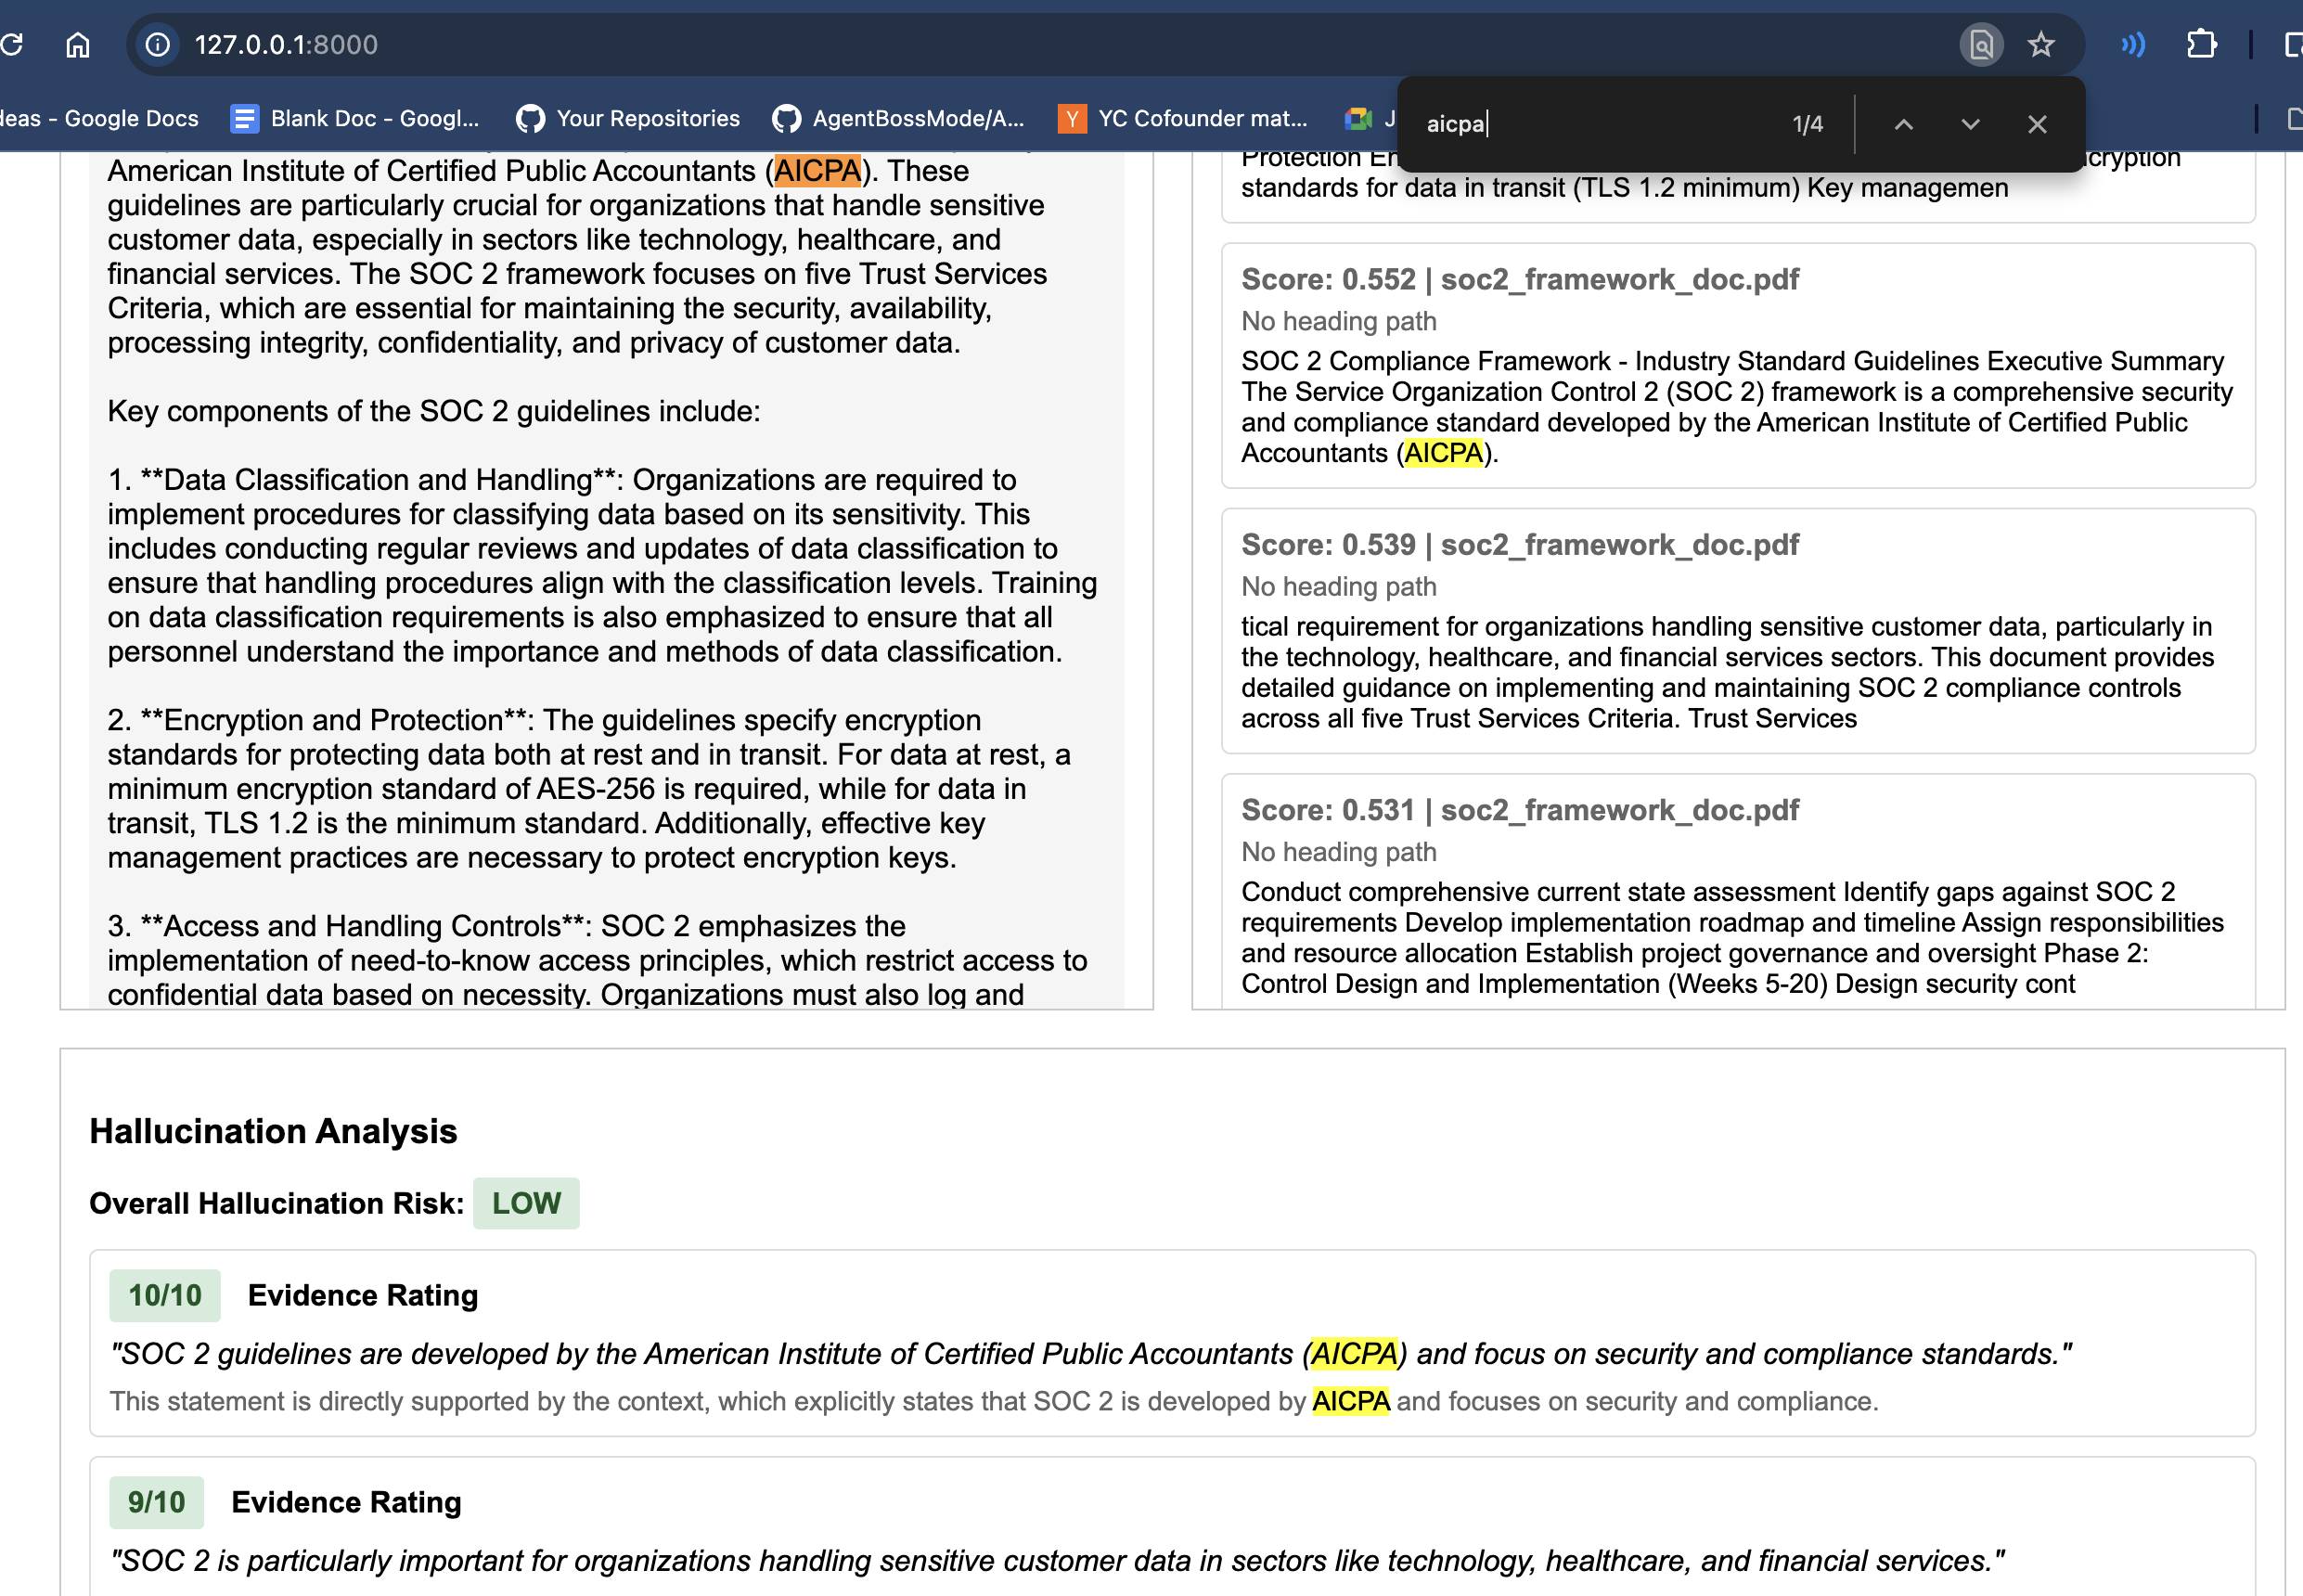 127.0.0.1:8000
deas - Google Docs
Blank Doc - Googl...
Your Repositories
AgentBossMode/A...
YC Cofounder mat...
J
aicpa
1/4
American Institute of Certified Public Accountants (AICPA). These
guidelines are particularly crucial for organizations that handle sensitive
customer data, especially in sectors like technology, healthcare, and
financial services. The SOC 2 framework focuses on five Trust Services
Criteria, which are essential for maintaining the security, availability,
processing integrity, confidentiality, and privacy of customer data.
Key components of the SOC 2 guidelines include:
1. **Data Classification and Handling**: Organizations are required to
implement procedures for classifying data based on its sensitivity. This
includes conducting regular reviews and updates of data classification to
ensure that handling procedures align with the classification levels. Training
on data classification requirements is also emphasized to ensure that all
personnel understand the importance and methods of data classification.
2. **Encryption and Protection**: The guidelines specify encryption
standards for protecting data both at rest and in transit. For data at rest, a
minimum encryption standard of AES-256 is required, while for data in
transit, TLS 1.2 is the minimum standard. Additionally, effective key
management practices are necessary to protect encryption keys.
3. **Access and Handling Controls**: SOC 2 emphasizes the
implementation of need-to-know access principles, which restrict access to
confidential data based on necessity. Organizations must also log and
Protection En
cryption
standards for data in transit (TLS 1.2 minimum) Key managemen
Score: 0.552 | soc2_framework_doc.pdf
No heading path
SOC 2 Compliance Framework - Industry Standard Guidelines Executive Summary
The Service Organization Control 2 (SOC 2) framework is a comprehensive security
and compliance standard developed by the American Institute of Certified Public
Accountants (AICPA).
Score: 0.539 | soc2_framework_doc.pdf
No heading path
tical requirement for organizations handling sensitive customer data, particularly in
the technology, healthcare, and financial services sectors. This document provides
detailed guidance on implementing and maintaining SOC 2 compliance controls
across all five Trust Services Criteria. Trust Services
Score: 0.531 | soc2_framework_doc.pdf
No heading path
Conduct comprehensive current state assessment Identify gaps against SOC 2
requirements Develop implementation roadmap and timeline Assign responsibilities
and resource allocation Establish project governance and oversight Phase 2:
Control Design and Implementation (Weeks 5-20) Design security cont
Hallucination Analysis
Overall Hallucination Risk: LOW
10/10 Evidence Rating
"SOC 2 guidelines are developed by the American Institute of Certified Public Accountants (AICPA) and focus on security and compliance standards."
This statement is directly supported by the context, which explicitly states that SOC 2 is developed by AICPA and focuses on security and compliance.
9/10 Evidence Rating
"SOC 2 is particularly important for organizations handling sensitive customer data in sectors like technology, healthcare, and financial services."